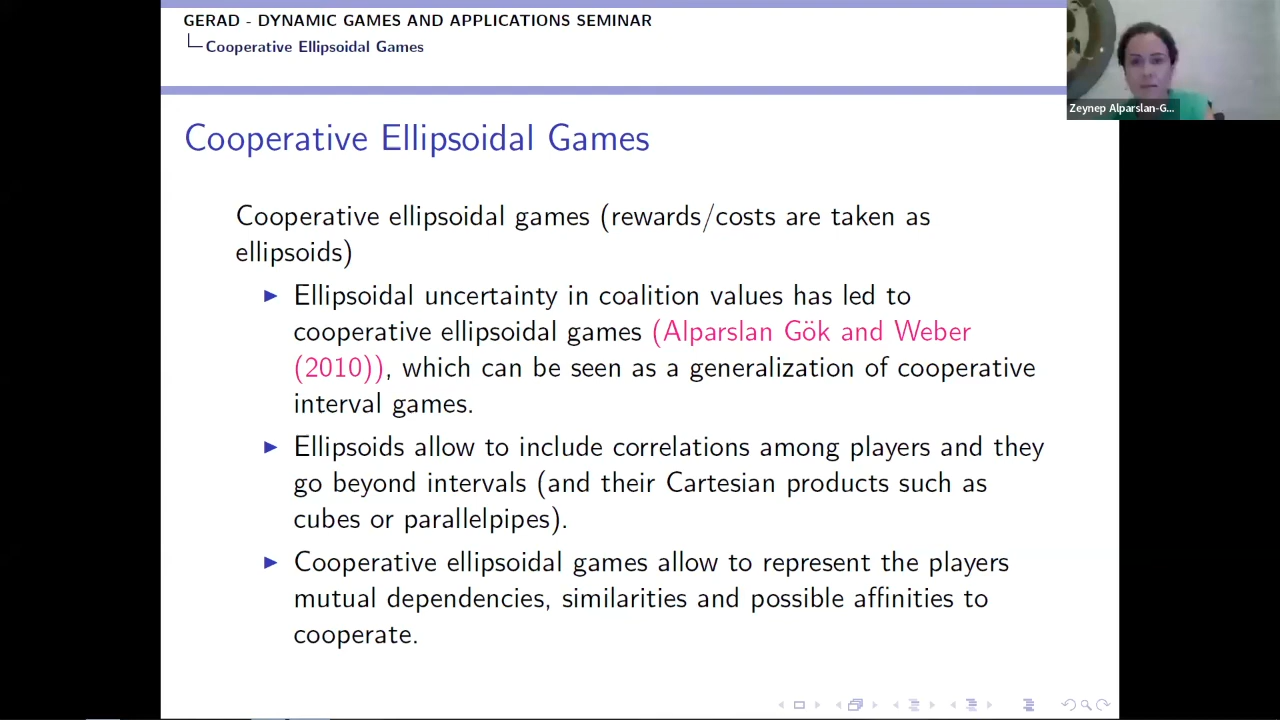 GERAD - DYNAMIC GAMES AND APPLICATIONS SEMINAR
Cooperative Ellipsoidal Games
Zeynep Alparslan-G...
Cooperative Ellipsoidal Games
Cooperative ellipsoidal games (rewards/costs are taken as
ellipsoids)
▶ Ellipsoidal uncertainty in coalition values has led to
cooperative ellipsoidal games (Alparslan Gök and Weber
(2010)), which can be seen as a generalization of cooperative
interval games.
▶ Ellipsoids allow to include correlations among players and they
go beyond intervals (and their Cartesian products such as
cubes or parallelpipes).
▶ Cooperative ellipsoidal games allow to represent the players
mutual dependencies, similarities and possible affinities to
cooperate.